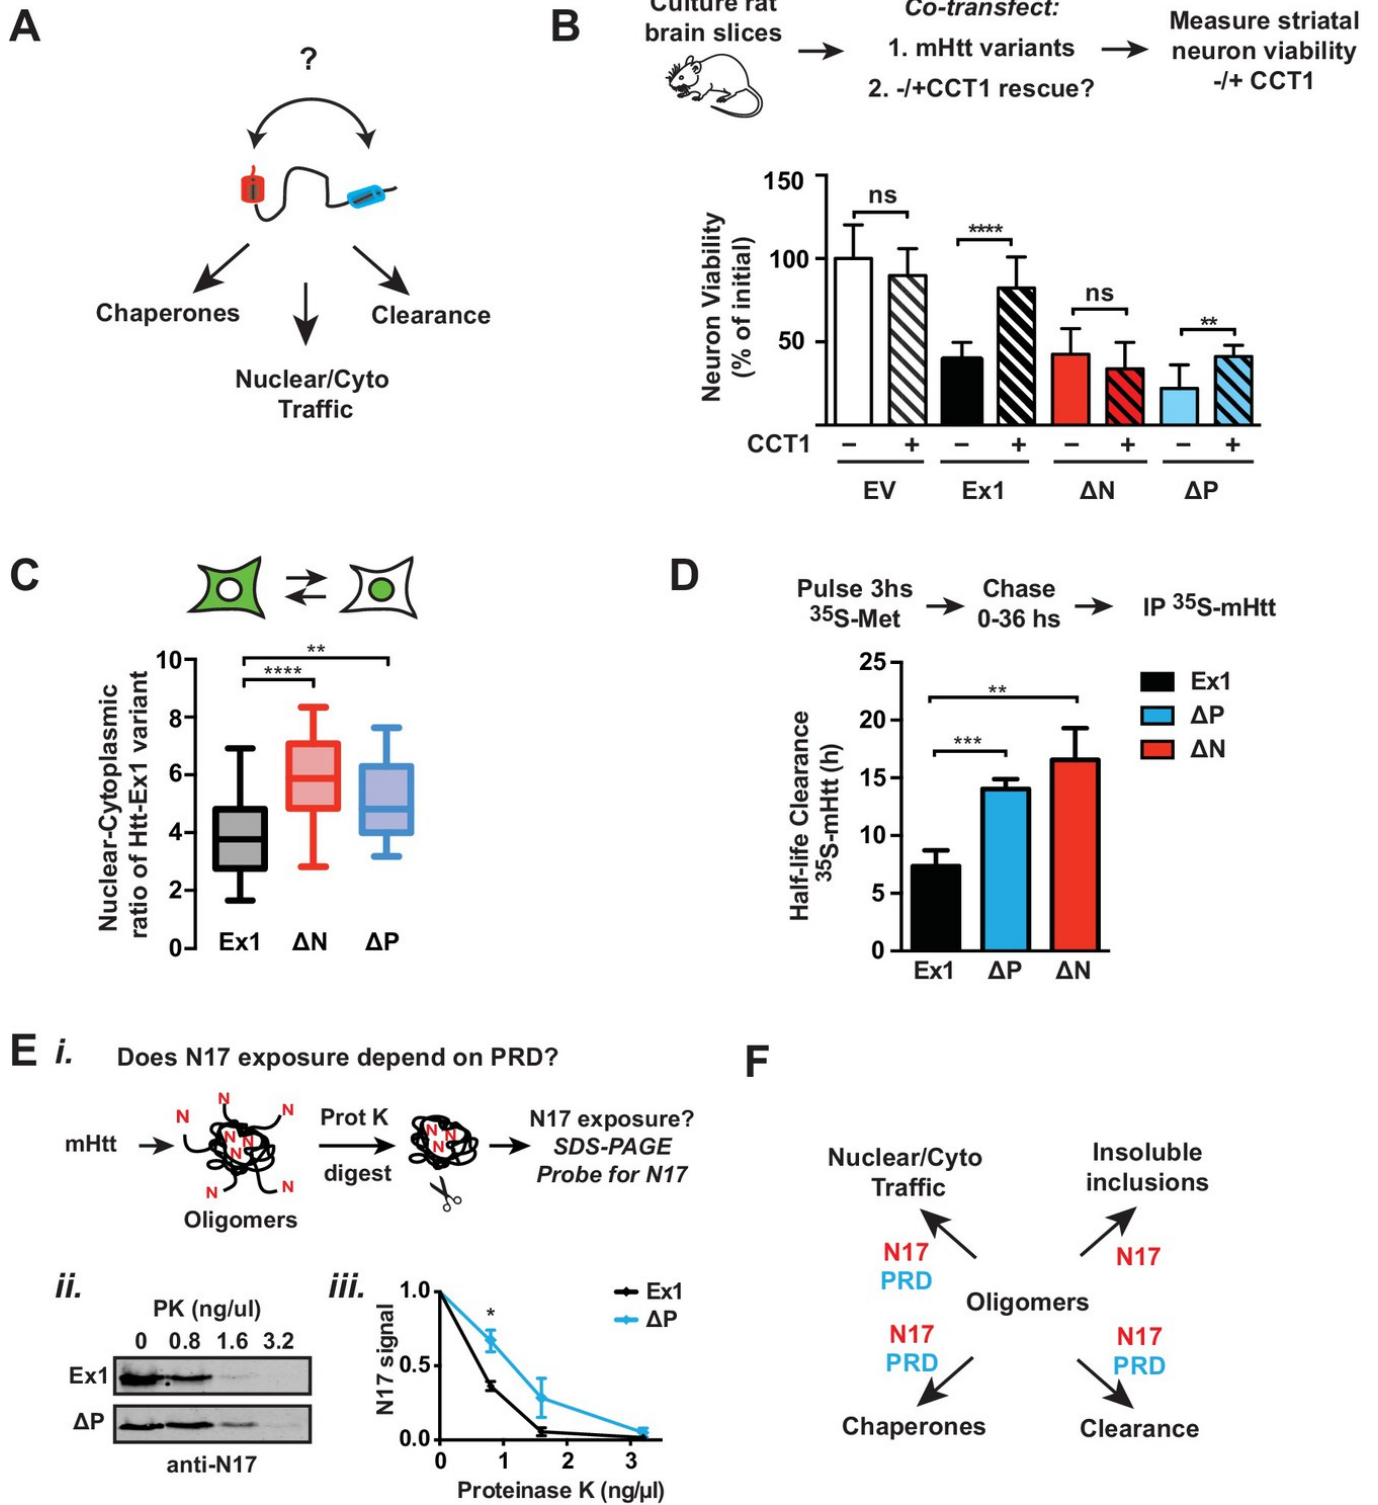 A
?
Chaperones
Clearance
Nuclear/Cyto
Traffic
B
Culture rat
brain slices
Co-transfect:
1. mHtt variants
2. -/+CCT1 rescue?
Measure striatal
neuron viability
-/+ CCT1
Neuron Viability
(% of initial)
150
100
50
ns
****
ns
**
CCT1 − + − + − + − +
EV Ex1 ΔN ΔP
C
Nuclear-Cytoplasmic
ratio of Htt-Ex1 variant
10
8
6
4
2
0
**
****
Ex1 ΔN ΔP
D
Pulse 3hs
35S-Met
Chase
0-36 hs
IP 35S-mHtt
Half-life Clearance
35S-mHtt (h)
25
20
15
10
5
0
**
***
Ex1
ΔP
ΔN
Ex1 ΔP ΔN
E
i. Does N17 exposure depend on PRD?
mHtt
N
N
N
N
N
N
N
N
Oligomers
Prot K
digest
N
N
N
N17 exposure?
SDS-PAGE
Probe for N17
ii.
PK (ng/ul)
0 0.8 1.6 3.2
Ex1
ΔP
anti-N17
iii.
N17 signal
1.0
0.5
0.0
*
Ex1
ΔP
0 1 2 3
Proteinase K (ng/µl)
F
Nuclear/Cyto
Traffic
Insoluble
inclusions
N17
PRD
N17
Oligomers
N17
PRD
N17
PRD
Chaperones
Clearance